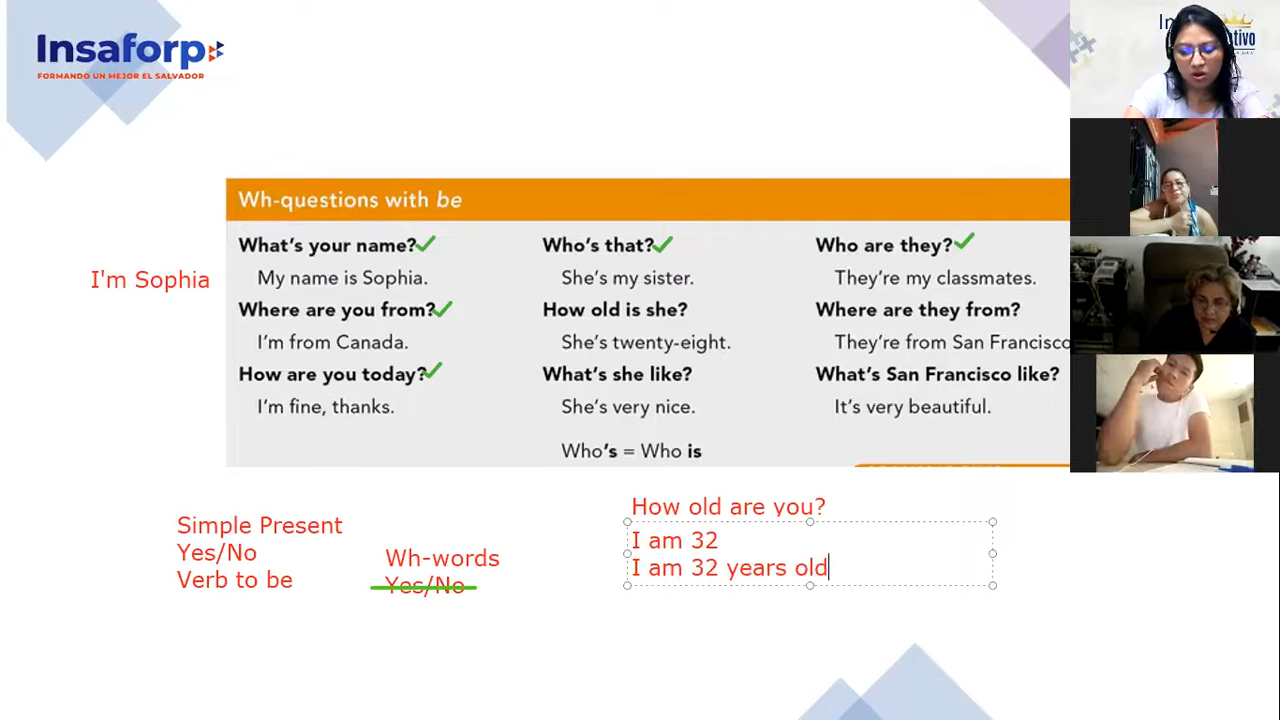 Insaforp
FORMANDO UN MEJOR EL SALVADOR
Wh-questions with be
What's your name?
My name is Sophia.
Where are you from?
I'm from Canada.
How are you today?
I'm fine, thanks.
Who's that?
She's my sister.
How old is she?
She's twenty-eight.
What's she like?
She's very nice.
Who's = Who is
Who are they?
They're my classmates.
Where are they from?
They're from San Francisco
What's San Francisco like?
It's very beautiful.
I'm Sophia
Simple Present
Yes/No
Verb to be
Wh-words
Yes/No
How old are you?
I am 32
I am 32 years old